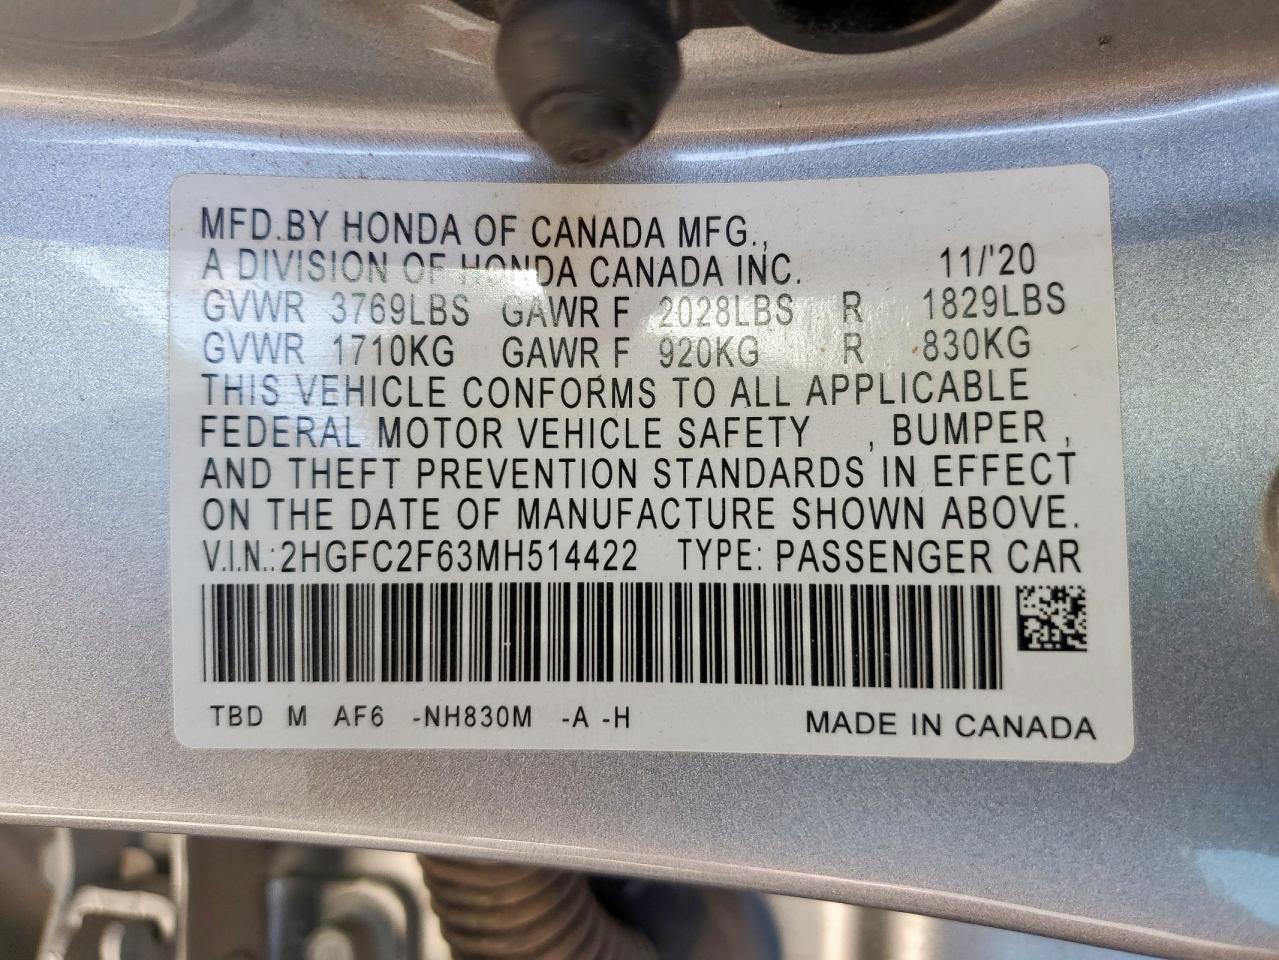 MFD.BY HONDA OF CANADA MFG.,
A DIVISION OF HONDA CANADA INC. 11/'20
GVWR 3769LBS GAWR F 2028LBS R 1829LBS
GVWR 1710KG GAWR F 920KG R 830KG
THIS VEHICLE CONFORMS TO ALL APPLICABLE
FEDERAL MOTOR VEHICLE SAFETY , BUMPER ,
AND THEFT PREVENTION STANDARDS IN EFFECT
ON THE DATE OF MANUFACTURE SHOWN ABOVE.
V.I.N.:2HGFC2F63MH514422 TYPE: PASSENGER CAR
TBD M AF6 -NH830M -A -H MADE IN CANADA